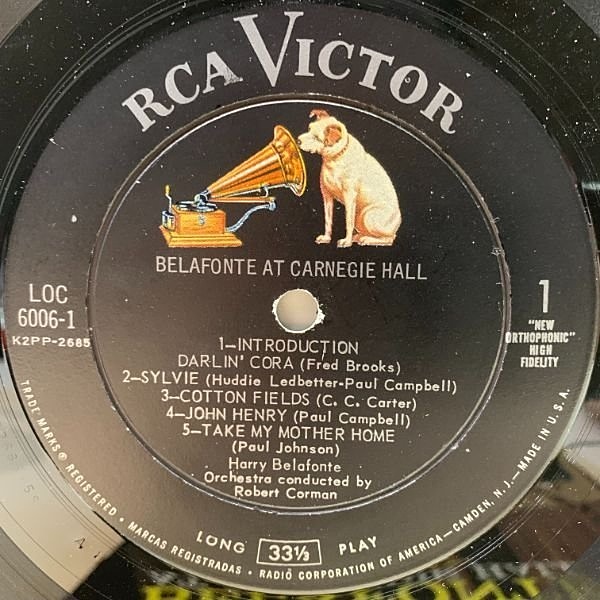 RCA VICTOR
BELAFONTE AT CARNEGIE HALL
LOC
6006-1
K2PP-2685
1
"NEW
ORTHOPHONIC"
HIGH
FIDELITY
1—INTRODUCTION
DARLIN' CORA (Fred Brooks)
2—SYLVIE (Huddie Ledbetter-Paul Campbell)
3—COTTON FIELDS (C. C. Carter)
4—JOHN HENRY (Paul Campbell)
5—TAKE MY MOTHER HOME
(Paul Johnson)
Harry Belafonte
Orchestra conducted by
Robert Corman
LONG 33⅓ PLAY
TRADE MARKS ® REGISTERED • MARCAS REGISTRADAS • RADIO CORPORATION OF AMERICA—CAMDEN, N. J.—MADE IN U. S. A.